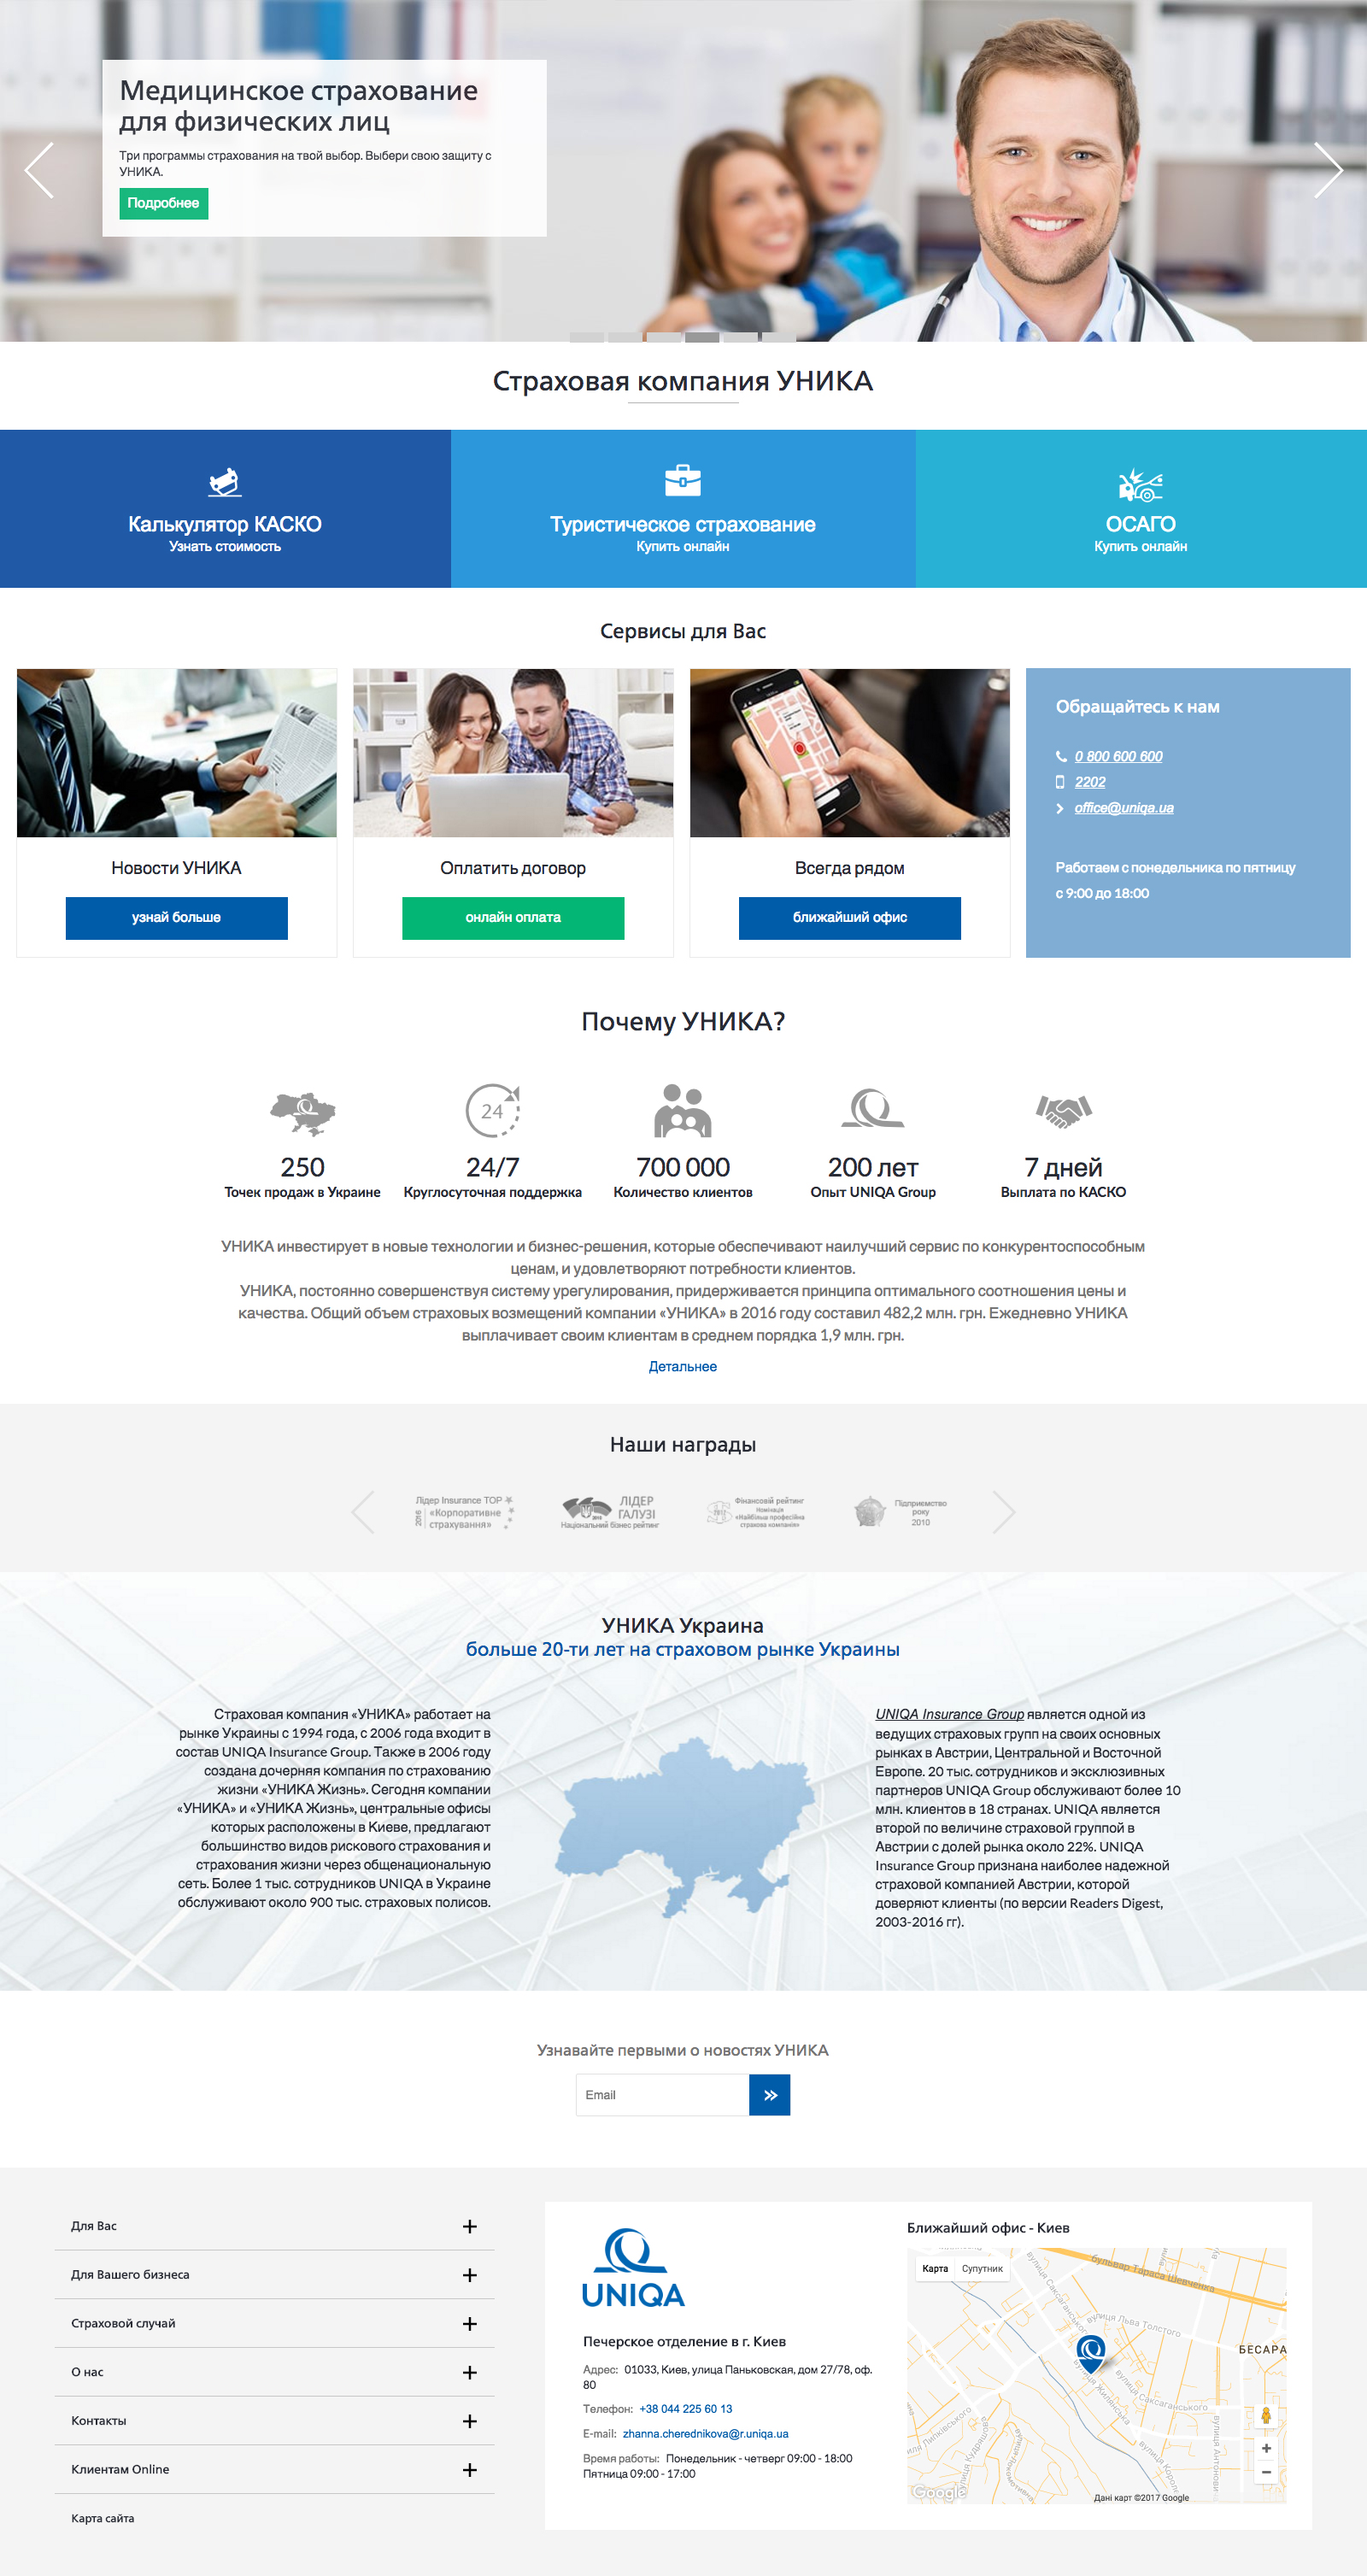 Медицинское страхование
для физических лиц
Три программы страхования на твой выбор. Выбери свою защиту с
УНИКА.
Подробнее
Страховая компания УНИКА
Калькулятор КАСКО
Узнать стоимость
Туристическое страхование
Купить онлайн
ОСАГО
Купить онлайн
Сервисы для Вас
Новости УНИКА
узнай больше
Оплатить договор
онлайн оплата
Всегда рядом
ближайший офис
Обращайтесь к нам
0 800 600 600
2202
office@uniqa.ua
Работаем с понедельника по пятницу
с 9:00 до 18:00
Почему УНИКА?
24
250
Точек продаж в Украине
24/7
Круглосуточная поддержка
700 000
Количество клиентов
200 лет
Опыт UNIQA Group
7 дней
Выплата по КАСКО
УНИКА инвестирует в новые технологии и бизнес-решения, которые обеспечивают наилучший сервис по конкурентоспособным
ценам, и удовлетворяют потребности клиентов.
УНИКА, постоянно совершенствуя систему урегулирования, придерживается принципа оптимального соотношения цены и
качества. Общий объем страховых возмещений компании «УНИКА» в 2016 году составил 482,2 млн. грн. Ежедневно УНИКА
выплачивает своим клиентам в среднем порядка 1,9 млн. грн.
Детальнее
Наши награды
Лідер Insurance TOP
2016
«Корпоративне
страхування»
ЛІДЕР
ГАЛУЗІ
Національний бізнес рейтинг
Фінансовій рейтинг
Номінація
«Найбільш професійна
страхова компанія»
Підприємство
року
2010
УНИКА Украина
больше 20-ти лет на страховом рынке Украины
Страховая компания «УНИКА» работает на
рынке Украины с 1994 года, с 2006 года входит в
состав UNIQA Insurance Group. Также в 2006 году
создана дочерняя компания по страхованию
жизни «УНИКА Жизнь». Сегодня компании
«УНИКА» и «УНИКА Жизнь», центральные офисы
которых расположены в Киеве, предлагают
большинство видов рискового страхования и
страхования жизни через общенациональную
сеть. Более 1 тыс. сотрудников UNIQA в Украине
обслуживают около 900 тыс. страховых полисов.
UNIQA Insurance Group является одной из
ведущих страховых групп на своих основных
рынках в Австрии, Центральной и Восточной
Европе. 20 тыс. сотрудников и эксклюзивных
партнеров UNIQA Group обслуживают более 10
млн. клиентов в 18 странах. UNIQA является
второй по величине страховой группой в
Австрии с долей рынка около 22%. UNIQA
Insurance Group признана наиболее надежной
страховой компанией Австрии, которой
доверяют клиенты (по версии Readers Digest,
2003-2016 гг).
Узнавайте первыми о новостях УНИКА
Email
Для Вас
Для Вашего бизнеса
Страховой случай
О нас
Контакты
Клиентам Online
Карта сайта
UNIQA
Печерское отделение в г. Киев
Адрес: 01033, Киев, улица Паньковская, дом 27/78, оф.
80
Телефон: +38 044 225 60 13
E-mail: zhanna.cherednikova@r.uniqa.ua
Время работы: Понедельник - четверг 09:00 - 18:00
Пятница 09:00 - 17:00
Ближайший офис - Киев
Карта
Супутник
бульвар Тараса Шевченка
вулиця Саксаганського
вулиця Льва Толстого
БЕСАРА
вулиця Жилянська
вулиця Саксаганського
Google
Дані карт ©2017 Google